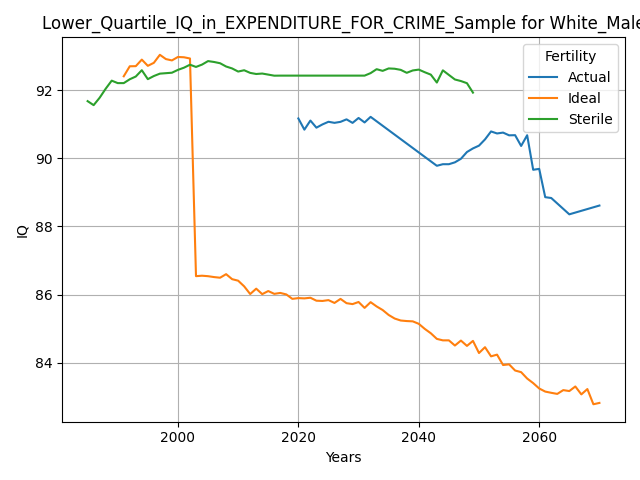 Lower_Quartile_IQ_in_EXPENDITURE_FOR_CRIME_Sample for White_Male
Fertility
Actual
Ideal
Sterile
IQ
92
90
88
86
84
2000
2020
2040
2060
Years